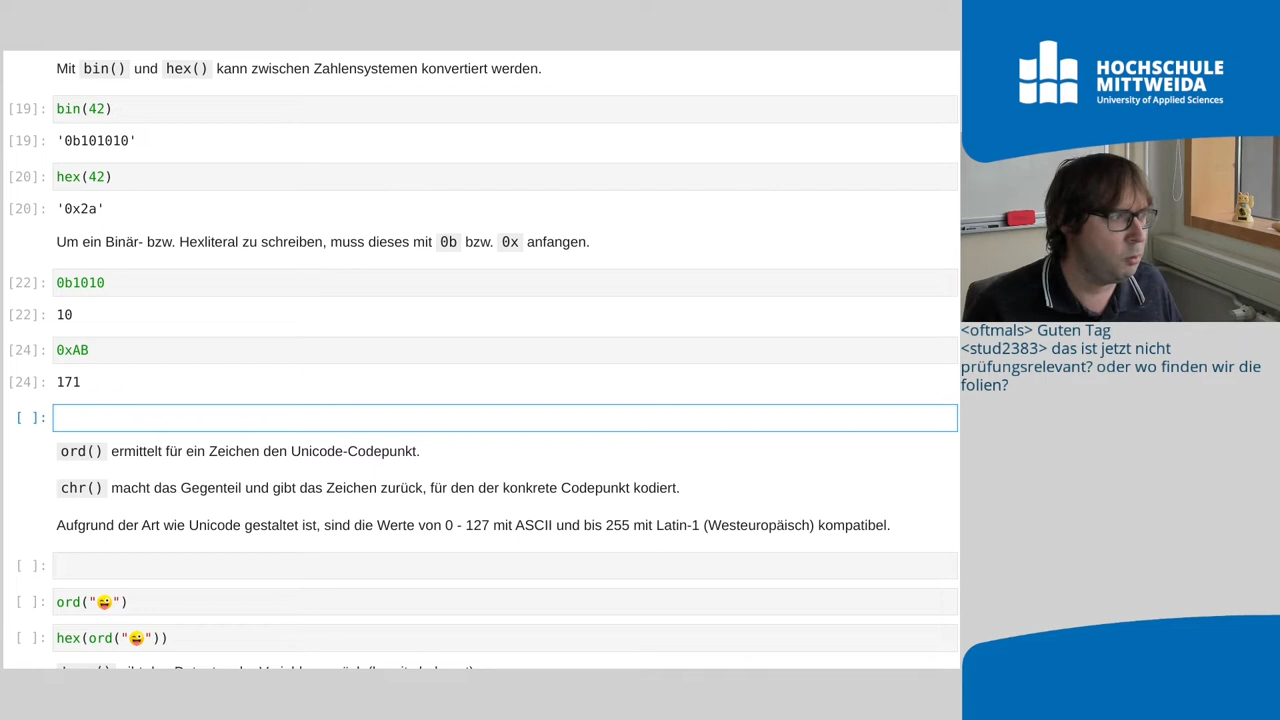 Mit bin() und hex() kann zwischen Zahlensystemen konvertiert werden.
[19]: bin(42)
[19]: '0b101010'
[20]: hex(42)
[20]: '0x2a'
Um ein Binär- bzw. Hexliteral zu schreiben, muss dieses mit 0b bzw. 0x anfangen.
[22]: 0b1010
[22]: 10
[24]: 0xAB
[24]: 171
[ ]:
ord() ermittelt für ein Zeichen den Unicode-Codepunkt.
chr() macht das Gegenteil und gibt das Zeichen zurück, für den der konkrete Codepunkt kodiert.
Aufgrund der Art wie Unicode gestaltet ist, sind die Werte von 0 - 127 mit ASCII und bis 255 mit Latin-1 (Westeuropäisch) kompatibel.
[ ]:
[ ]: ord("😜")
[ ]: hex(ord("😜"))
HOCHSCHULE
MITTWEIDA
University of Applied Sciences
<oftmals> Guten Tag
<stud2383> das ist jetzt nicht
prüfungsrelevant? oder wo finden wir die
folien?